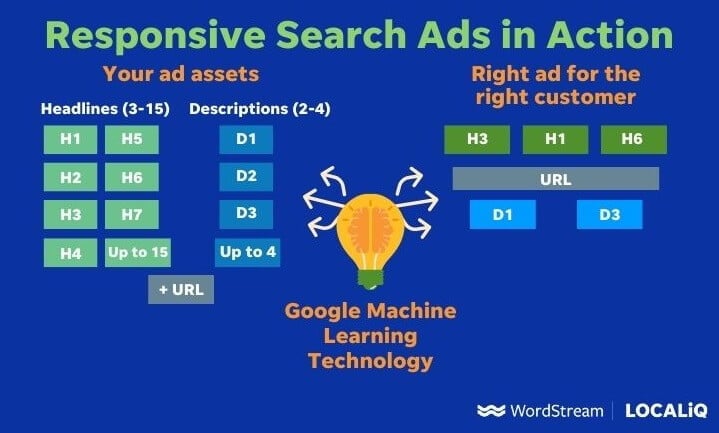 Responsive Search Ads in Action
Your ad assets
Headlines (3-15) Descriptions (2-4)
H1 H5 D1
H2 H6 D2
H3 H7 D3
H4 Up to 15 Up to 4
+ URL
Google Machine
Learning
Technology
Right ad for the
right customer
H3 H1 H6
URL
D1 D3
WordStream LOCALiQ